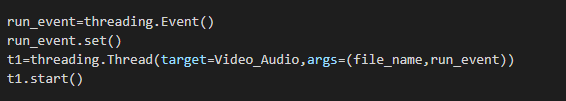 run_event=threading.Event()
run_event.set()
t1=threading.Thread(target=Video_Audio,args=(file_name,run_event))
t1.start()